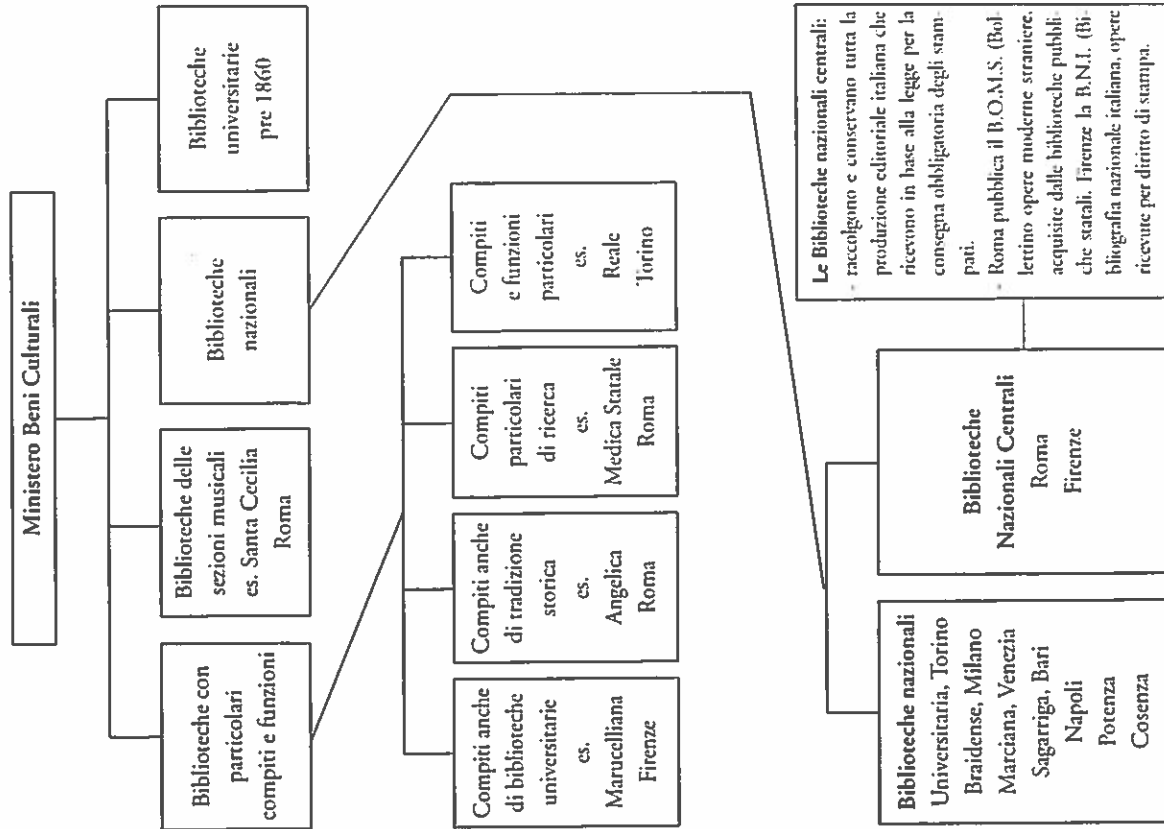 Ministero Beni Culturali
Biblioteche con
particolari
compiti e funzioni
Biblioteche delle
sezioni musicali
es. Santa Cecilia
Roma
Biblioteche
nazionali
Biblioteche
universitarie
pre 1860
Compiti anche
di biblioteche
universitarie
es.
Marucelliana
Firenze
Compiti anche
di tradizione
storica
es.
Angelica
Roma
Compiti
particolari
di ricerca
es.
Medica Statale
Roma
Compiti
e funzioni
particolari
es.
Reale
Torino
Biblioteche nazionali
Universitaria, Torino
Braidense, Milano
Marciana, Venezia
Sagarriga, Bari
Napoli
Potenza
Cosenza
Biblioteche
Nazionali Centrali
Roma
Firenze
Le Biblioteche nazionali centrali:
• raccolgono e conservano tutta la
produzione editoriale italiana che
ricevono in base alla legge per la
consegna obbligatoria degli stam-
pati.
• Roma pubblica il B.O.M.S. (Bol-
lettino opere moderne straniere,
acquisite dalle biblioteche pubbli-
che statali. Firenze la B.N.I. (Bi-
bliografia nazionale italiana, opere
ricevute per diritto di stampa.